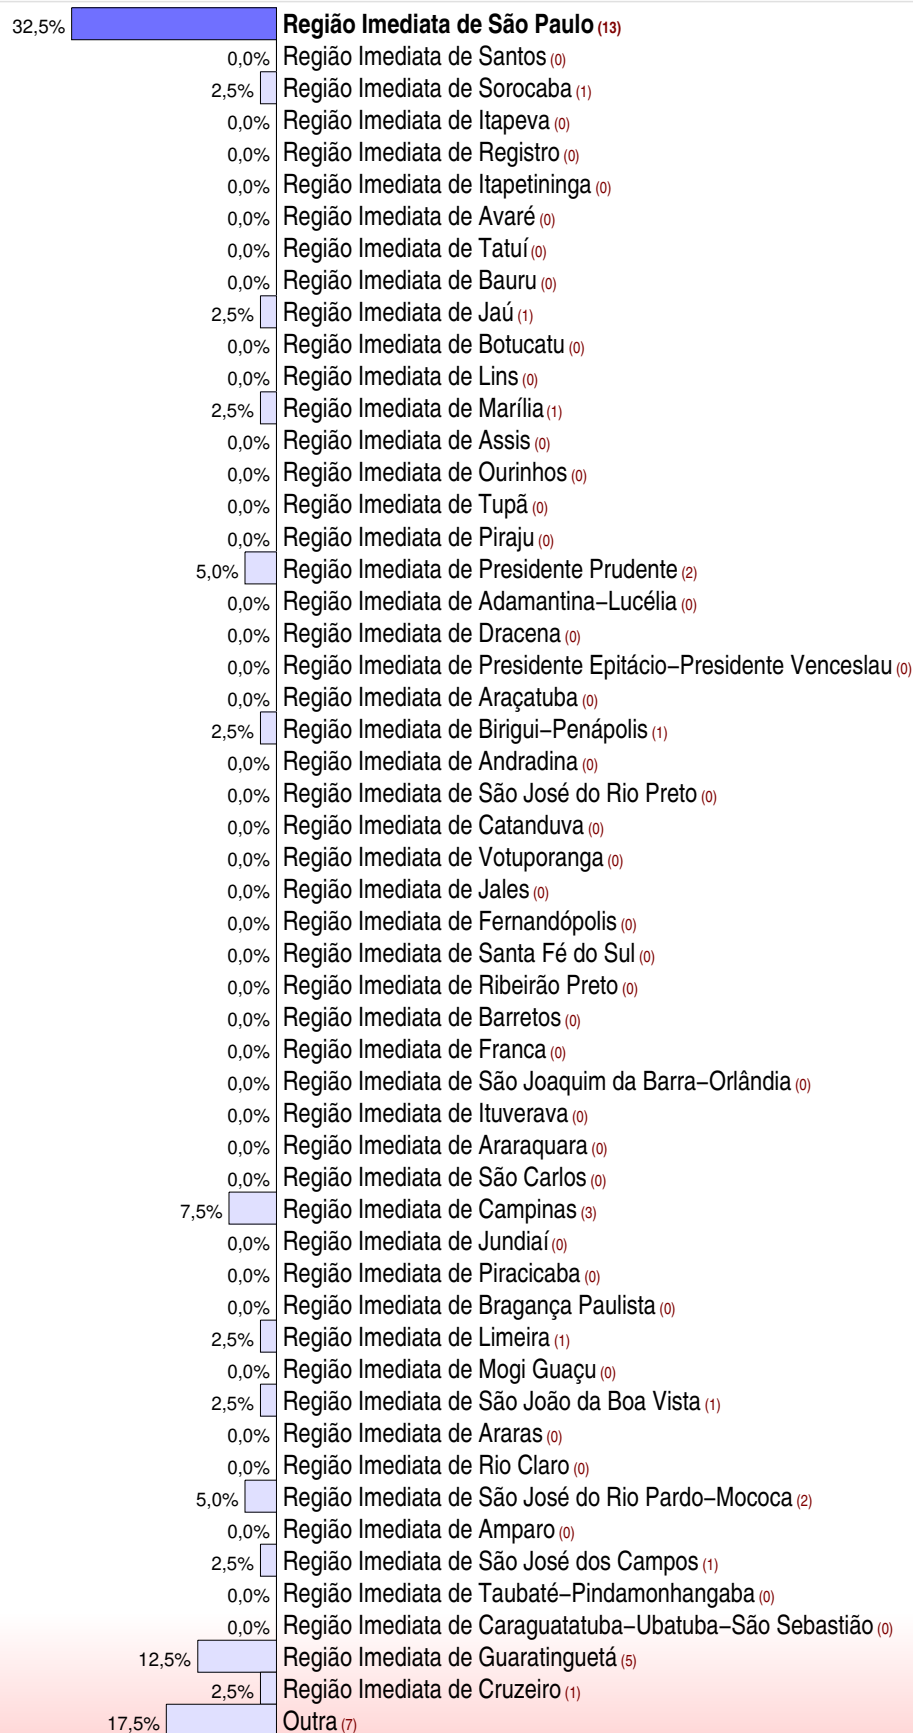 32,5% Região Imediata de São Paulo (13)
0,0% Região Imediata de Santos (0)
2,5% Região Imediata de Sorocaba (1)
0,0% Região Imediata de Itapeva (0)
0,0% Região Imediata de Registro (0)
0,0% Região Imediata de Itapetininga (0)
0,0% Região Imediata de Avaré (0)
0,0% Região Imediata de Tatuí (0)
0,0% Região Imediata de Bauru (0)
2,5% Região Imediata de Jaú (1)
0,0% Região Imediata de Botucatu (0)
0,0% Região Imediata de Lins (0)
2,5% Região Imediata de Marília (1)
0,0% Região Imediata de Assis (0)
0,0% Região Imediata de Ourinhos (0)
0,0% Região Imediata de Tupã (0)
0,0% Região Imediata de Piraju (0)
5,0% Região Imediata de Presidente Prudente (2)
0,0% Região Imediata de Adamantina−Lucélia (0)
0,0% Região Imediata de Dracena (0)
0,0% Região Imediata de Presidente Epitácio−Presidente Venceslau (0)
0,0% Região Imediata de Araçatuba (0)
2,5% Região Imediata de Birigui−Penápolis (1)
0,0% Região Imediata de Andradina (0)
0,0% Região Imediata de São José do Rio Preto (0)
0,0% Região Imediata de Catanduva (0)
0,0% Região Imediata de Votuporanga (0)
0,0% Região Imediata de Jales (0)
0,0% Região Imediata de Fernandópolis (0)
0,0% Região Imediata de Santa Fé do Sul (0)
0,0% Região Imediata de Ribeirão Preto (0)
0,0% Região Imediata de Barretos (0)
0,0% Região Imediata de Franca (0)
0,0% Região Imediata de São Joaquim da Barra−Orlândia (0)
0,0% Região Imediata de Ituverava (0)
0,0% Região Imediata de Araraquara (0)
0,0% Região Imediata de São Carlos (0)
7,5% Região Imediata de Campinas (3)
0,0% Região Imediata de Jundiaí (0)
0,0% Região Imediata de Piracicaba (0)
0,0% Região Imediata de Bragança Paulista (0)
2,5% Região Imediata de Limeira (1)
0,0% Região Imediata de Mogi Guaçu (0)
2,5% Região Imediata de São João da Boa Vista (1)
0,0% Região Imediata de Araras (0)
0,0% Região Imediata de Rio Claro (0)
5,0% Região Imediata de São José do Rio Pardo−Mococa (2)
0,0% Região Imediata de Amparo (0)
2,5% Região Imediata de São José dos Campos (1)
0,0% Região Imediata de Taubaté−Pindamonhangaba (0)
0,0% Região Imediata de Caraguatatuba−Ubatuba−São Sebastião (0)
12,5% Região Imediata de Guaratinguetá (5)
2,5% Região Imediata de Cruzeiro (1)
17,5% Outra (7)